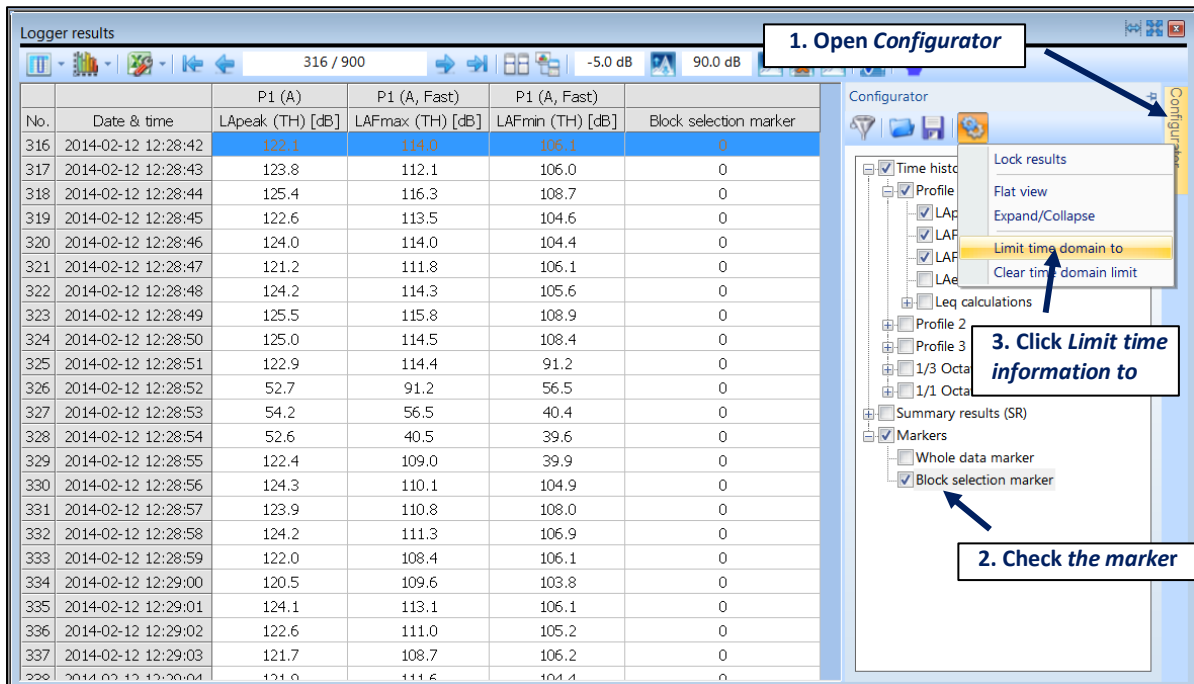 Logger results
1. Open Configurator
316 / 900
-5.0 dB
90.0 dB
P1 (A) P1 (A, Fast) P1 (A, Fast)
No. Date & time LApeak (TH) [dB] LAFmax (TH) [dB] LAFmin (TH) [dB] Block selection marker
316 2014-02-12 12:28:42 122.1 114.0 106.1 0
317 2014-02-12 12:28:43 123.8 112.1 106.0 0
318 2014-02-12 12:28:44 125.4 116.3 108.7 0
319 2014-02-12 12:28:45 122.6 113.5 104.6 0
320 2014-02-12 12:28:46 124.0 114.0 104.4 0
321 2014-02-12 12:28:47 121.2 111.8 106.1 0
322 2014-02-12 12:28:48 124.2 114.3 105.6 0
323 2014-02-12 12:28:49 125.5 115.8 108.9 0
324 2014-02-12 12:28:50 125.0 114.5 108.4 0
325 2014-02-12 12:28:51 122.9 114.4 91.2 0
326 2014-02-12 12:28:52 52.7 91.2 56.5 0
327 2014-02-12 12:28:53 54.2 56.5 40.4 0
328 2014-02-12 12:28:54 52.6 40.5 39.6 0
329 2014-02-12 12:28:55 122.4 109.0 39.9 0
330 2014-02-12 12:28:56 124.3 110.1 104.9 0
331 2014-02-12 12:28:57 123.9 110.8 108.0 0
332 2014-02-12 12:28:58 124.2 111.3 106.9 0
333 2014-02-12 12:28:59 122.0 108.4 106.1 0
334 2014-02-12 12:29:00 120.5 109.6 103.8 0
335 2014-02-12 12:29:01 124.1 113.1 106.1 0
336 2014-02-12 12:29:02 122.6 111.0 105.2 0
337 2014-02-12 12:29:03 121.7 108.7 106.2 0
Configurator
Configurator
Time histo
Profile
LAp
LAF
LAF
LAe
Leq calculations
Profile 2
Profile 3
1/3 Octa
1/1 Octa
Summary results (SR)
Markers
Whole data marker
Block selection marker
Lock results
Flat view
Expand/Collapse
Limit time domain to
Clear time domain limit
3. Click Limit time
information to
2. Check the marker